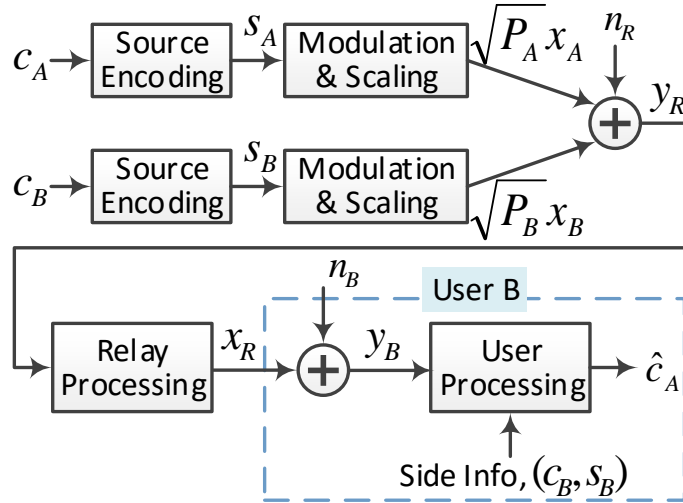 c_A
Source Encoding
s_A
Modulation & Scaling
√P_A x_A
n_R
y_R
c_B
Source Encoding
s_B
Modulation & Scaling
√P_B x_B
n_B
User B
Relay Processing
x_R
y_B
User Processing
ĉ_A
Side Info, (c_B, s_B)